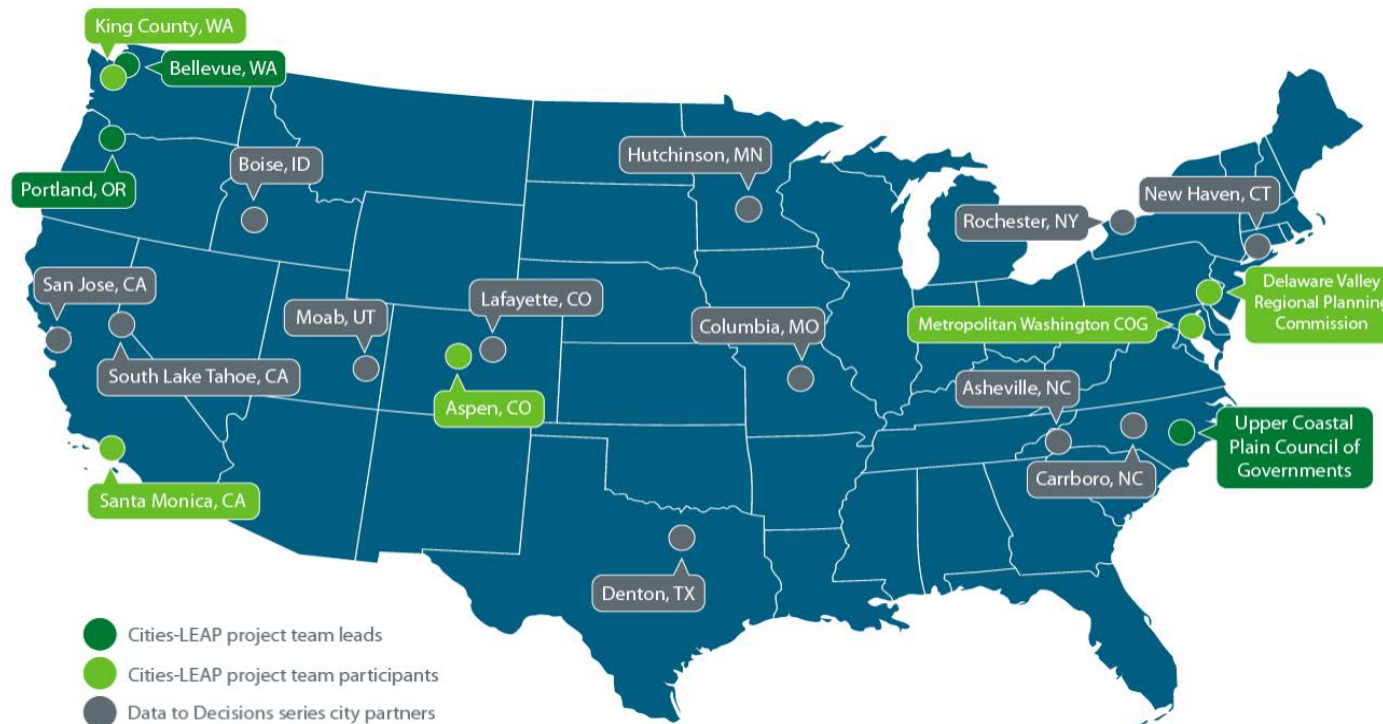 King County, WA
Bellevue, WA
Portland, OR
Boise, ID
Hutchinson, MN
New Haven, CT
Rochester, NY
San Jose, CA
Lafayette, CO
Moab, UT
Columbia, MO
Metropolitan Washington COG
Delaware Valley
Regional Planning
Commission
South Lake Tahoe, CA
Aspen, CO
Asheville, NC
Upper Coastal
Plain Council of
Governments
Carrboro, NC
Santa Monica, CA
Denton, TX
Cities-LEAP project team leads
Cities-LEAP project team participants
Data to Decisions series city partners